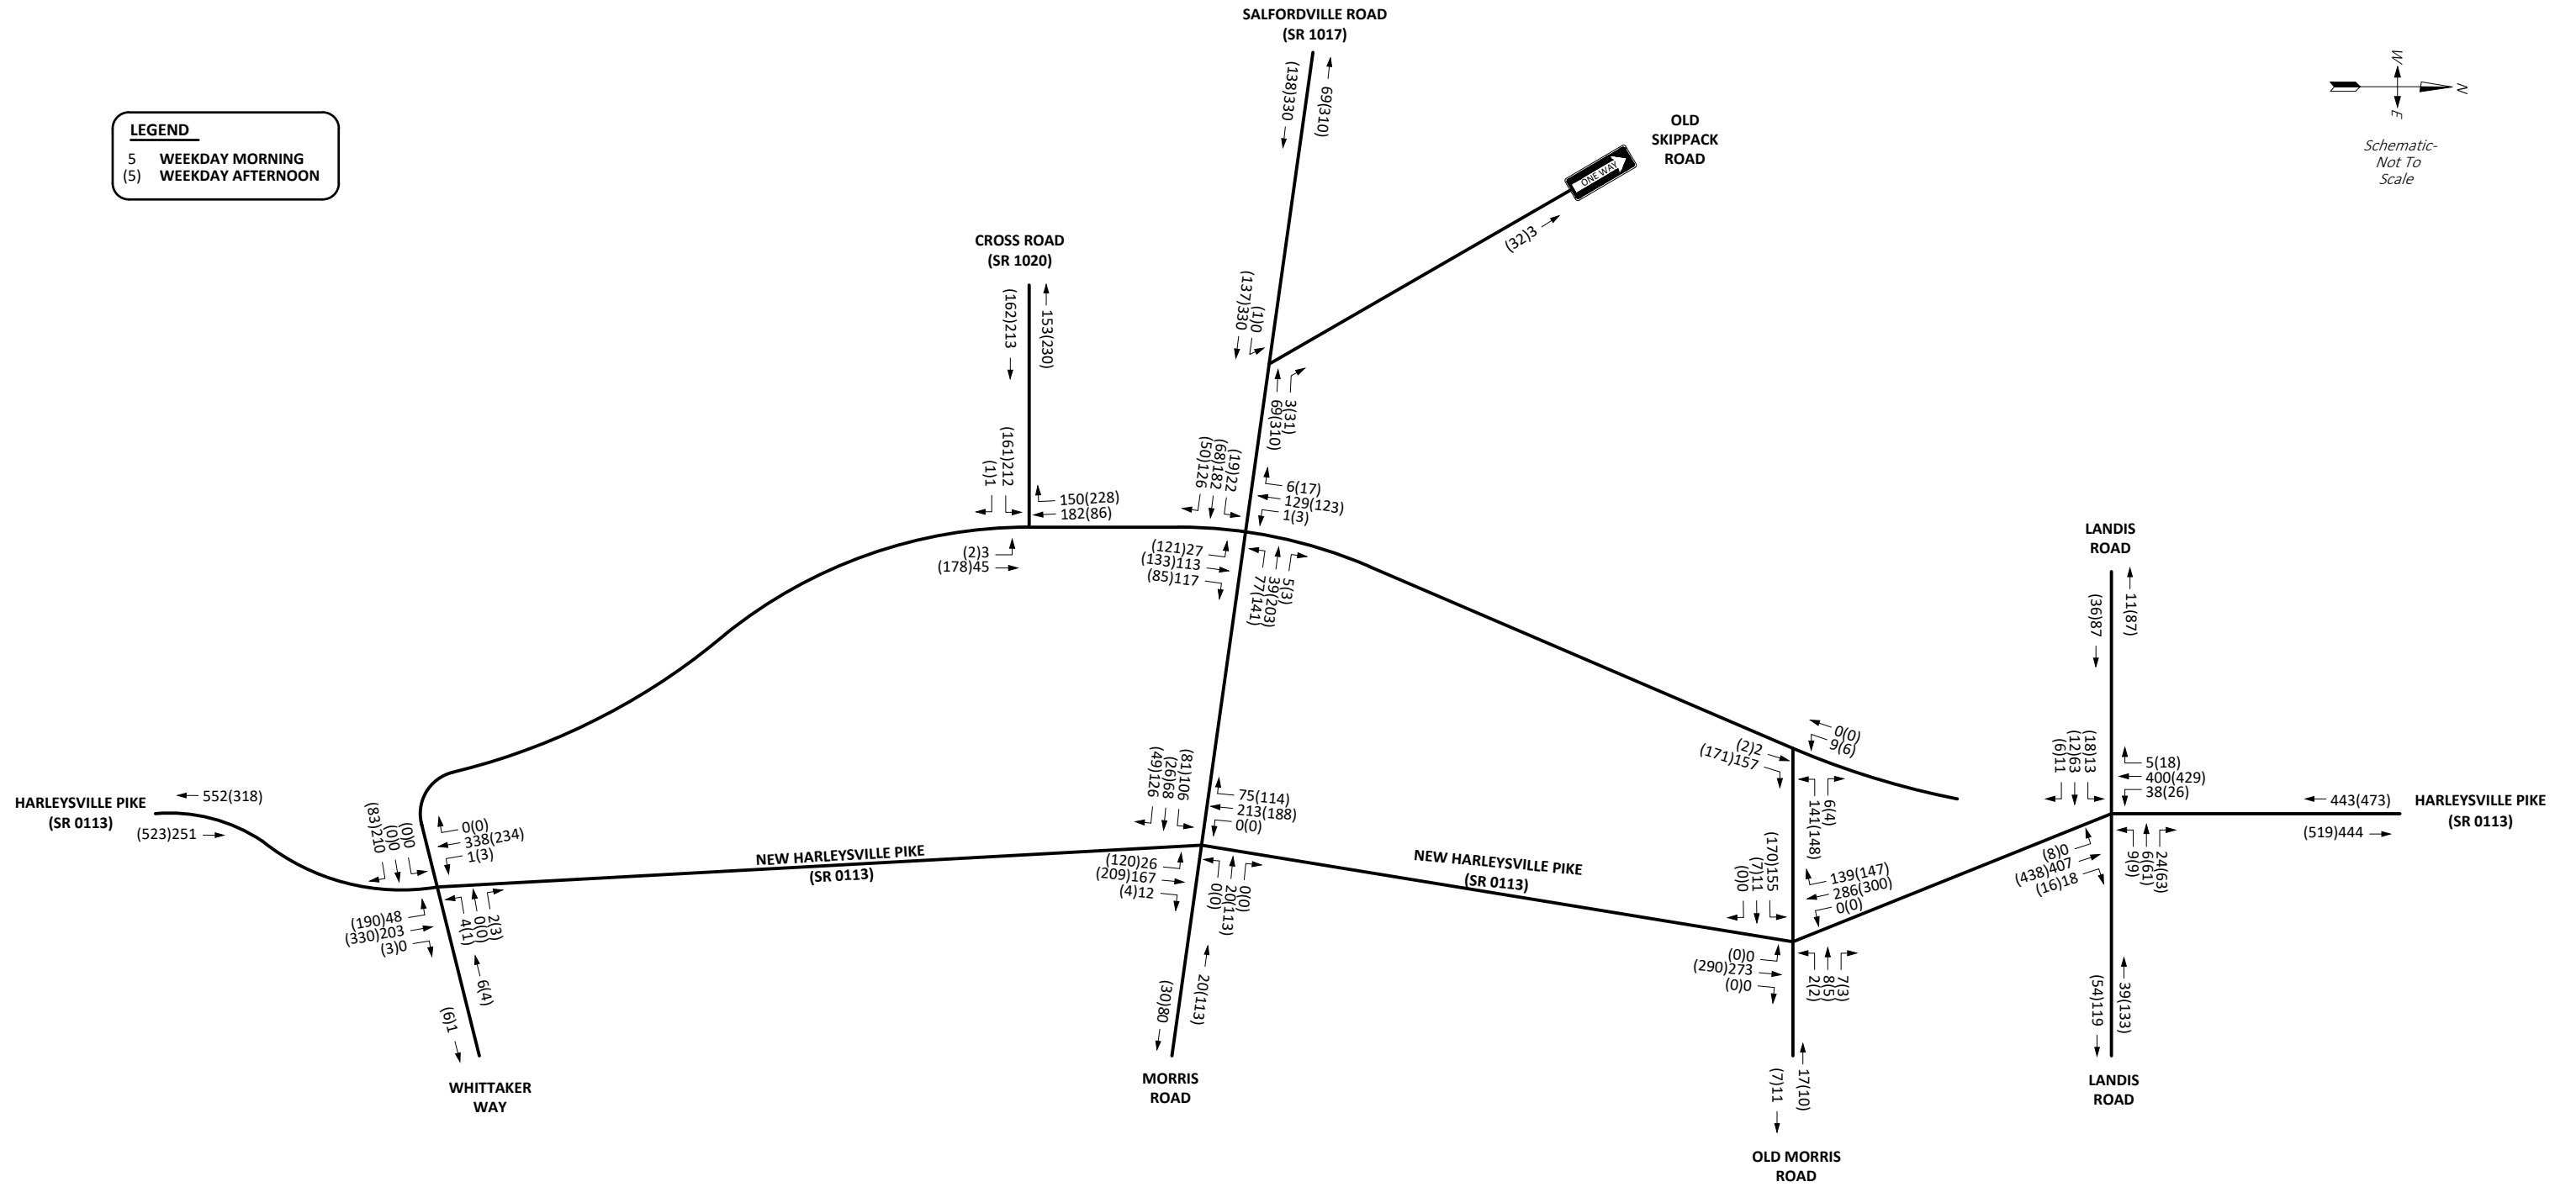 SALFORDVILLE ROAD
(SR 1017)
(138)330
69(310)
W
N
E
Schematic-
Not To
Scale
LEGEND
5 WEEKDAY MORNING
(5) WEEKDAY AFTERNOON
OLD
SKIPPACK
ROAD
ONE WAY
(32)3
CROSS ROAD
(SR 1020)
(162)213
153(230)
(137)330
(1)0
69(310)
3(31)
(1)1
(161)212
150(228)
182(86)
(2)3
(178)45
(50)126
(68)182
(19)22
6(17)
129(123)
1(3)
(121)27
(133)113
(85)117
77(141)
39(203)
5(3)
LANDIS
ROAD
(36)87
11(87)
(6)11
(12)63
(18)13
5(18)
400(429)
38(26)
443(473)
(519)444
HARLEYSVILLE PIKE
(SR 0113)
(8)0
(438)407
(16)18
9(9)
6(61)
24(63)
(54)119
39(133)
LANDIS
ROAD
0(0)
9(6)
(2)2
(171)157
141(148)
6(4)
(0)0
(7)11
(170)155
139(147)
286(300)
0(0)
(0)0
(290)273
(0)0
2(2)
8(5)
7(3)
(7)11
17(10)
OLD MORRIS
ROAD
NEW HARLEYSVILLE PIKE
(SR 0113)
(49)126
(26)68
(81)106
75(114)
213(188)
0(0)
(120)26
(209)167
(4)12
0(0)
20(113)
0(0)
(30)80
20(113)
MORRIS
ROAD
NEW HARLEYSVILLE PIKE
(SR 0113)
HARLEYSVILLE PIKE
(SR 0113)
552(318)
(523)251
(83)210
(0)0
(0)0
0(0)
338(234)
1(3)
(190)48
(330)203
(3)0
4(1)
0(0)
2(3)
6(4)
(6)1
WHITTAKER
WAY